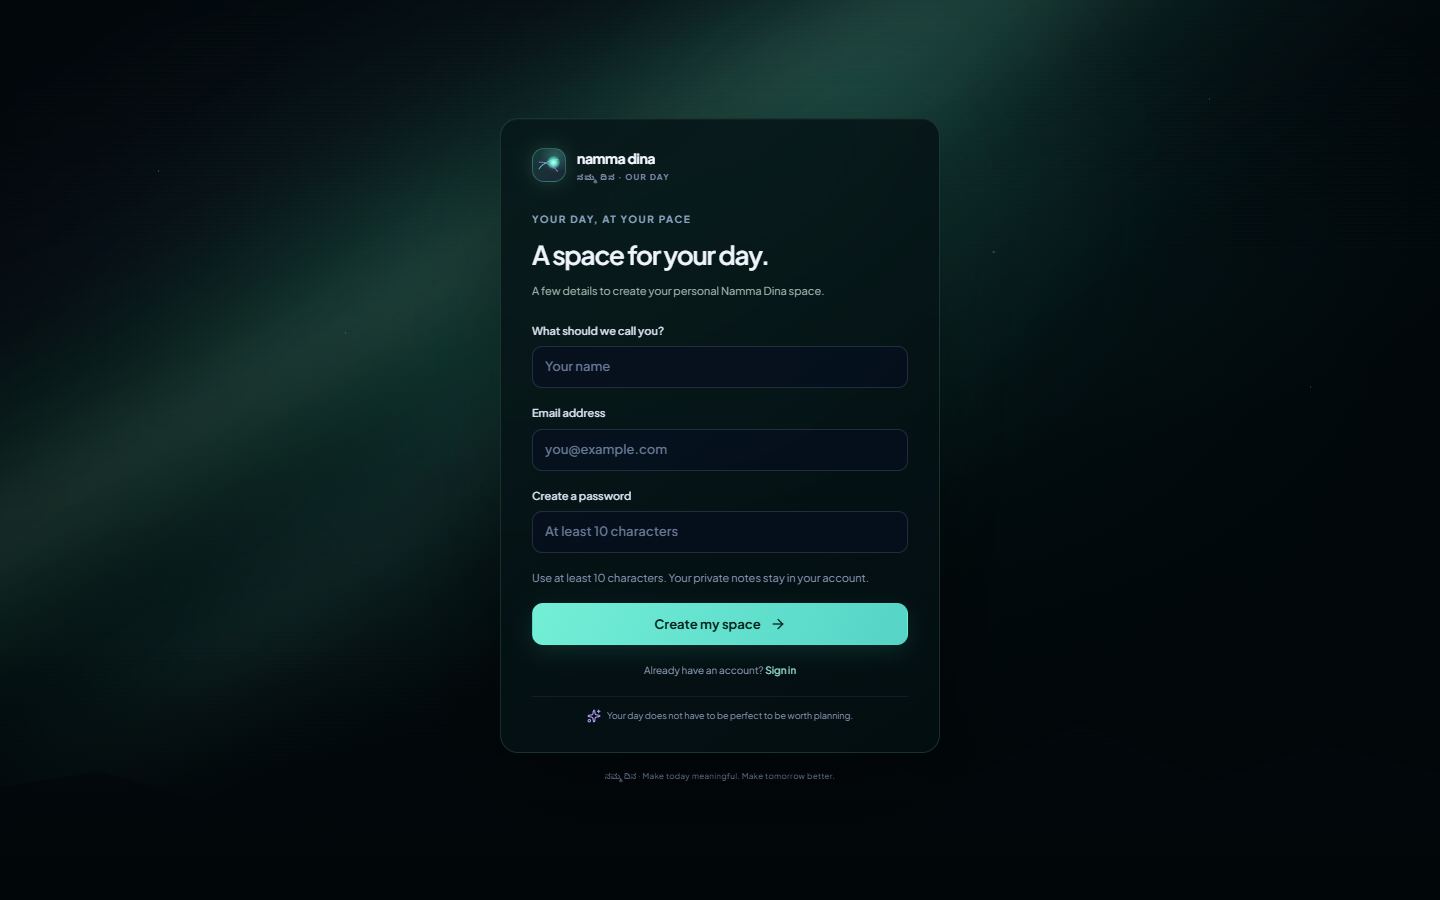 namma dina
ನಮ್ಮ ದಿನ · OUR DAY
YOUR DAY, AT YOUR PACE
A space for your day.
A few details to create your personal Namma Dina space.
What should we call you?
Your name
Email address
you@example.com
Create a password
At least 10 characters
Use at least 10 characters. Your private notes stay in your account.
Create my space
Already have an account? Sign in
Your day does not have to be perfect to be worth planning.
ನಮ್ಮ ದಿನ · Make today meaningful. Make tomorrow better.